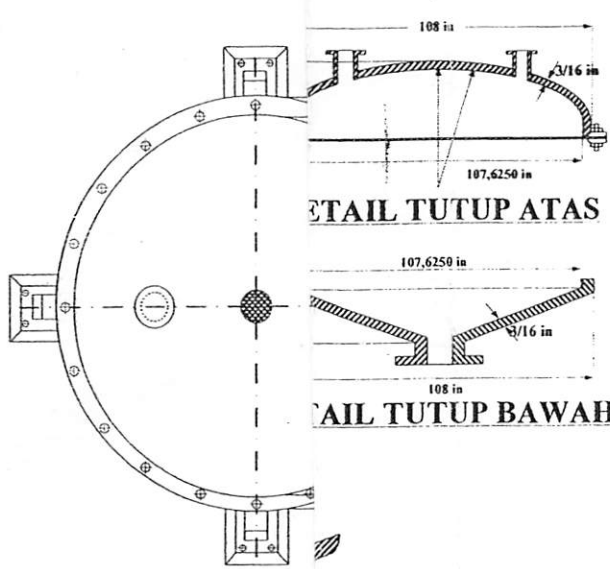 108 in
3/16 in
107,6250 in
ETAIL TUTUP ATAS
107,6250 in
3/16 in
108 in
TAIL TUTUP BAWAH